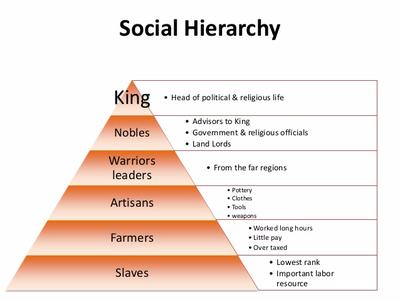 Social Hierarchy
King
• Head of political & religious life
Nobles
• Advisors to King
• Government & religious officials
• Land Lords
Warriors
leaders
• From the far regions
Artisans
• Pottery
• Clothes
• Tools
• weapons
Farmers
• Worked long hours
• Little pay
• Over taxed
Slaves
• Lowest rank
• Important labor
resource